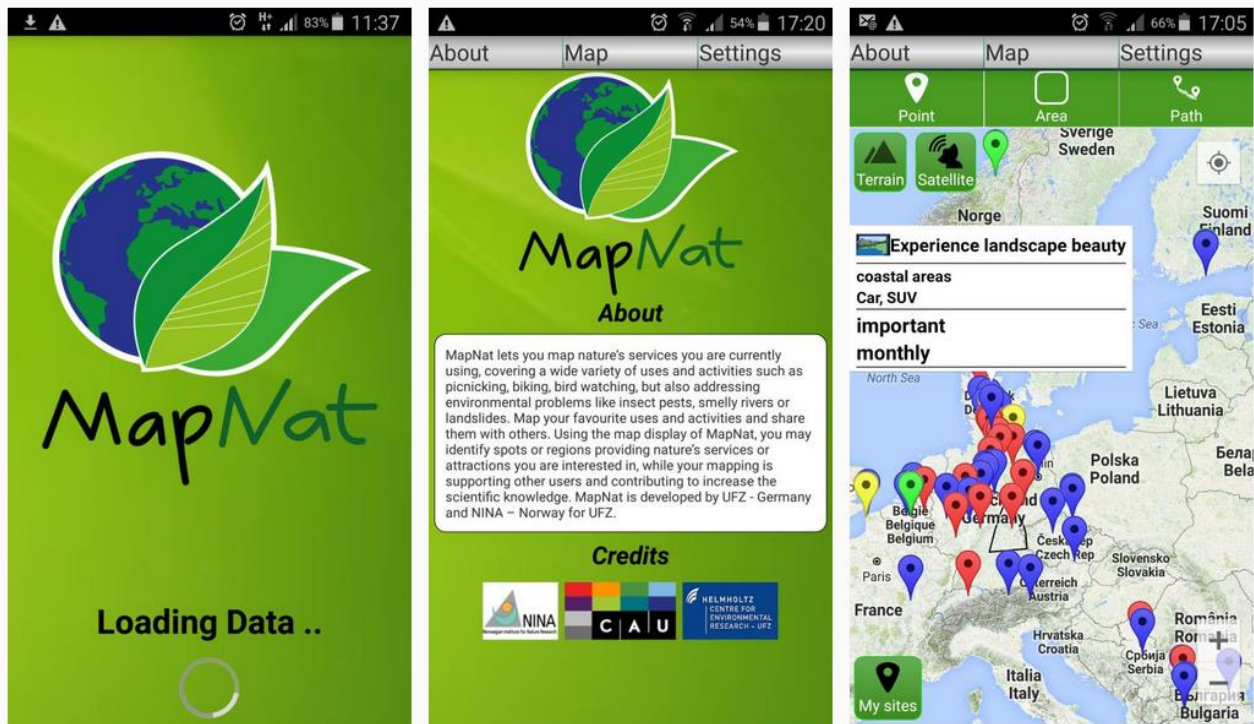 83% 11:37
MapNat
Loading Data ..
54% 17:20
About Map Settings
MapNat
About
MapNat lets you map nature's services you are currently
using, covering a wide variety of uses and activities such as
picnicking, biking, bird watching, but also addressing
environmental problems like insect pests, smelly rivers or
landslides. Map your favourite uses and activities and share
them with others. Using the map display of MapNat, you may
identify spots or regions providing nature's services or
attractions you are interested in, while your mapping is
supporting other users and contributing to increase the
scientific knowledge. MapNat is developed by UFZ - Germany
and NINA – Norway for UFZ.
Credits
NINA
Norwegian Institute for Nature Research
C A U
HELMHOLTZ
CENTRE FOR
ENVIRONMENTAL
RESEARCH – UFZ
66% 17:05
About Map Settings
Point Area Path
Terrain Satellite
Sverige
Sweden
Norge
Suomi
Finland
Experience landscape beauty
coastal areas
Car, SUV
important
monthly
Sea
Eesti
Estonia
North Sea
Lietuva
Lithuania
Polska
Poland
België
Belgique
Belgium
Germany
Czech Rep
Slovensko
Slovakia
Paris
Österreich
Austria
France
Hrvatska
Croatia
România
Србија
Serbia
Italia
Italy
Bulgaria
My sites